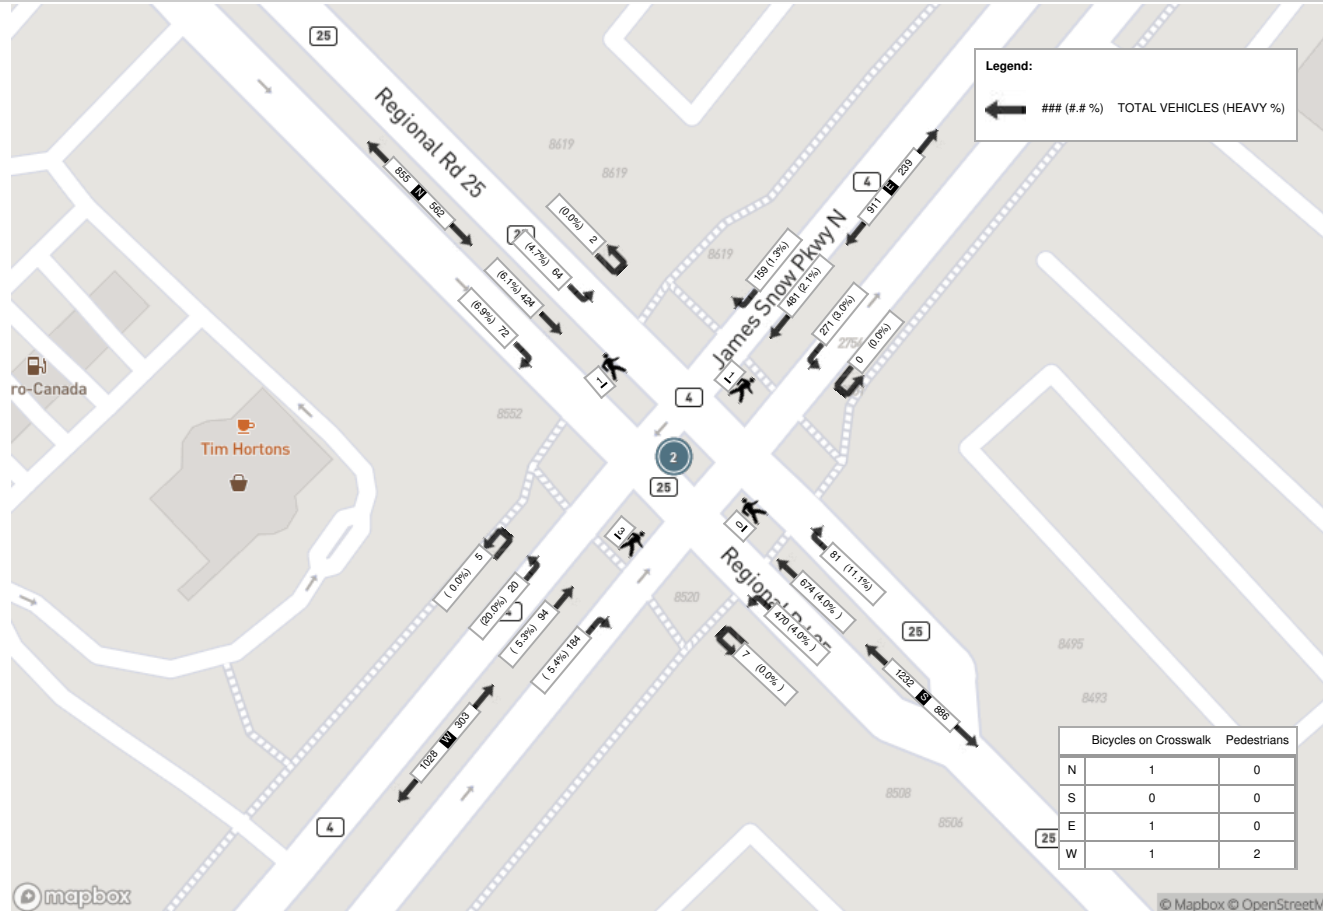 25
Regional Rd 25
Legend:
### (#.# %) TOTAL VEHICLES (HEAVY %)
8619
8619
8619
855 N 562
(0.0%) 2
(4.7%) 64
(6.1%) 424
(6.9%) 72
4
911 E 239
159 (1.3%)
481 (2.1%)
271 (3.0%)
0 (0.0%)
James Snow Pkwy N
1
1
4
2
25
ro-Canada
Tim Hortons
8552
3
0
( 0.0%) 5
(20.0%) 20
( 5.3%) 94
( 5.4%) 184
1028 W 303
81 (11.1%)
674 (4.0% )
470 (4.0% )
7 (0.0% )
1232 S 886
8520
25
8495
8493
8508
8506
4
25
Bicycles on Crosswalk Pedestrians
N 1 0
S 0 0
E 1 0
W 1 2
mapbox
© Mapbox © OpenStreetM